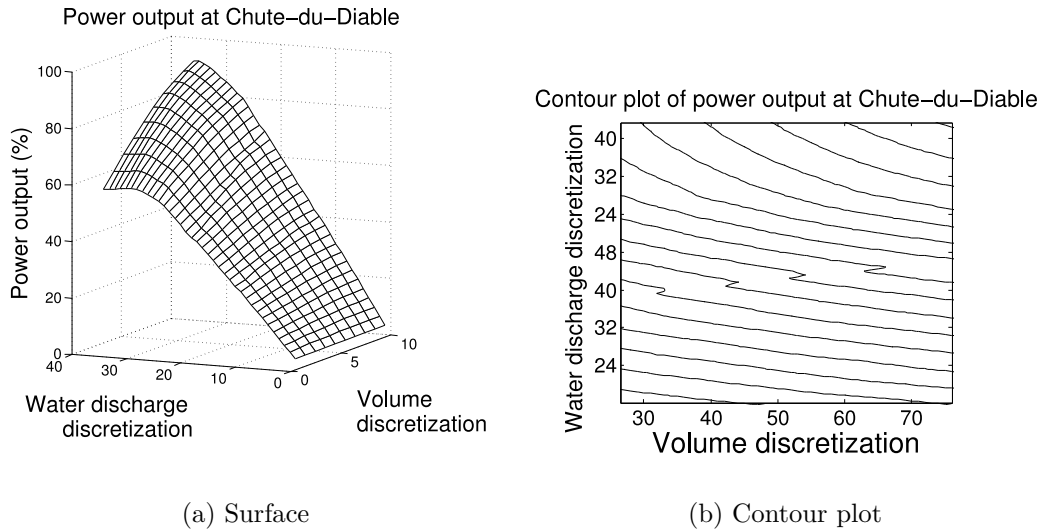 Power output at Chute−du−Diable
Power output (%)
100
80
60
40
20
0
40
30
20
10
0
0
5
10
Water discharge
discretization
Volume
discretization
(a) Surface
Contour plot of power output at Chute−du−Diable
Water discharge discretization
40
32
24
48
40
32
24
30
40
50
60
70
Volume discretization
(b) Contour plot